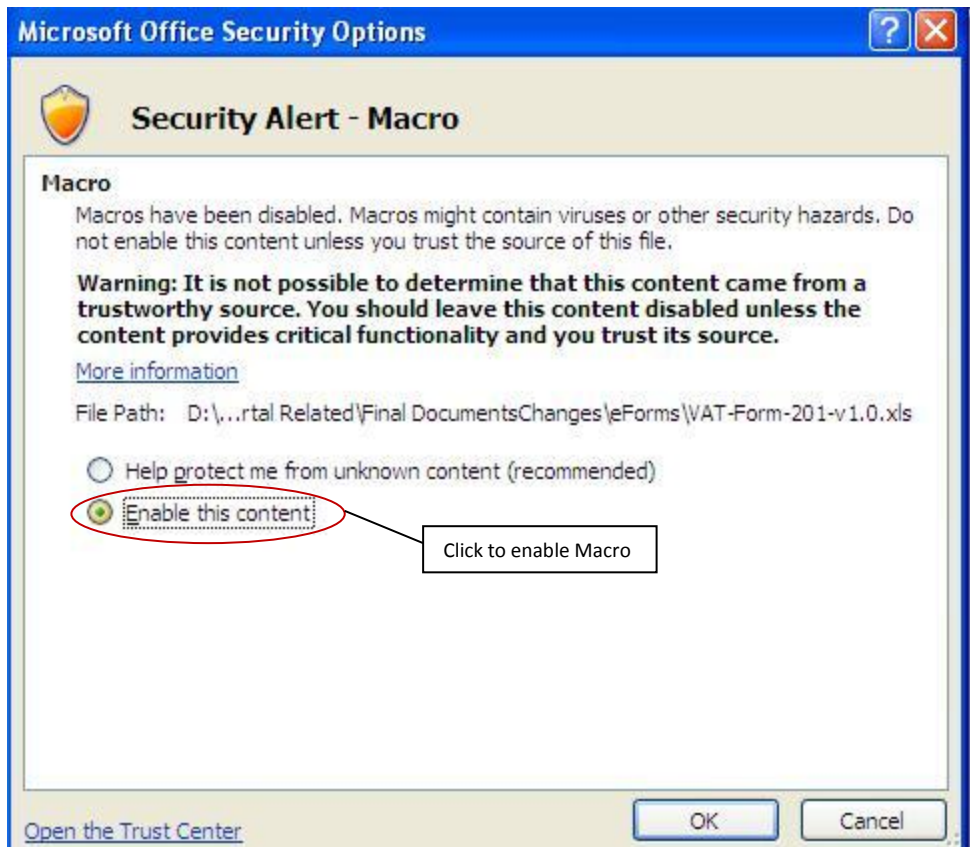 Microsoft Office Security Options
Security Alert - Macro
Macro
Macros have been disabled. Macros might contain viruses or other security hazards. Do
not enable this content unless you trust the source of this file.
Warning: It is not possible to determine that this content came from a
trustworthy source. You should leave this content disabled unless the
content provides critical functionality and you trust its source.
More information
File Path: D:\...rtal Related\Final DocumentsChanges\eForms\VAT-Form-201-v1.0.xls
Help protect me from unknown content (recommended)
Enable this content
Click to enable Macro
Open the Trust Center
OK
Cancel